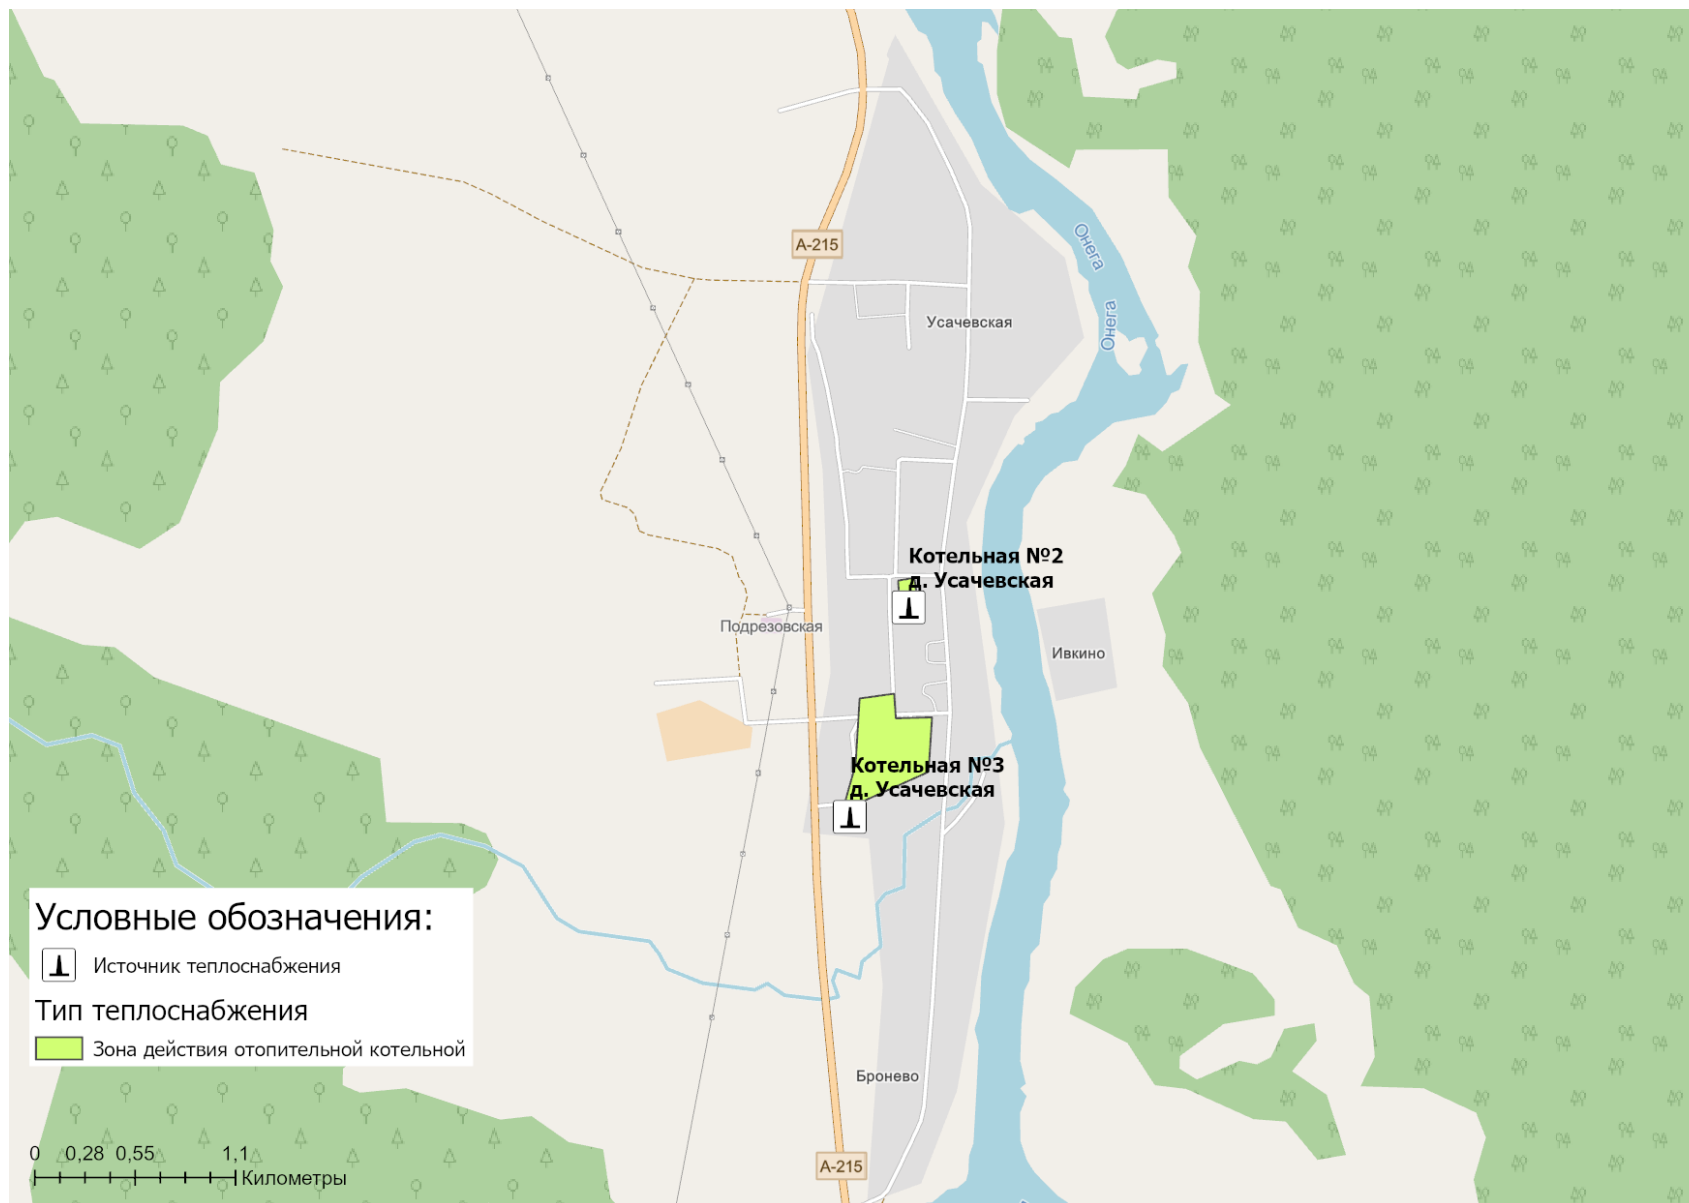 А-215
Онега
Онега
Усачевская
Котельная №2
д. Усачевская
Подрезовская
Ивкино
Котельная №3
д. Усачевская
Условные обозначения:
Источник теплоснабжения
Тип теплоснабжения
Зона действия отопительной котельной
Бронево
0 0,28 0,55 1,1
Километры
А-215